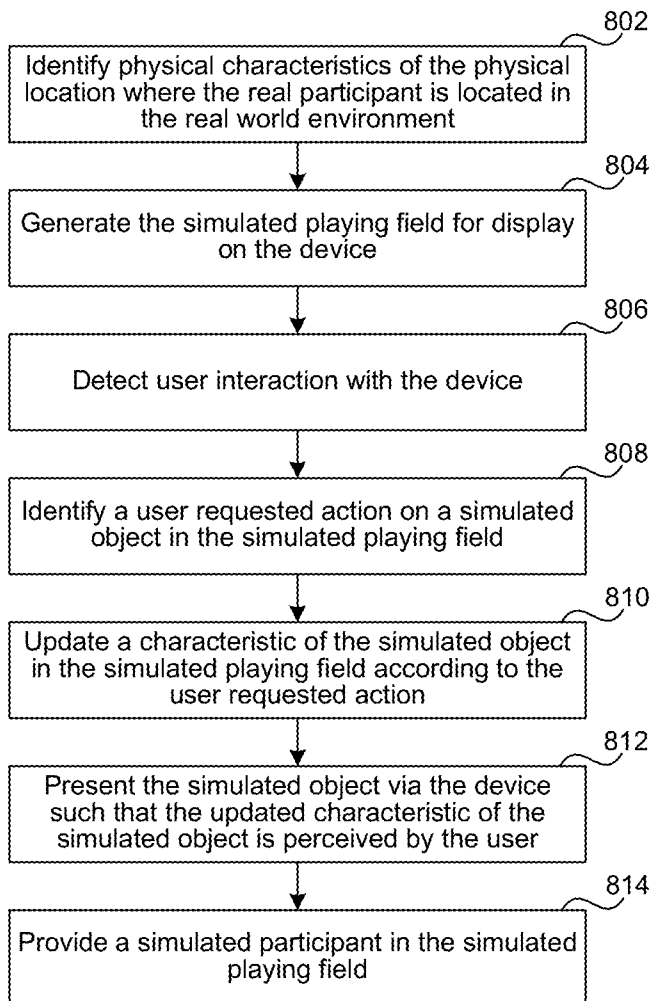 802
Identify physical characteristics of the physical
location where the real participant is located in
the real world environment
804
Generate the simulated playing field for display
on the device
806
Detect user interaction with the device
808
Identify a user requested action on a simulated
object in the simulated playing field
810
Update a characteristic of the simulated object
in the simulated playing field according to the
user requested action
812
Present the simulated object via the device
such that the updated characteristic of the
simulated object is perceived by the user
814
Provide a simulated participant in the simulated
playing field